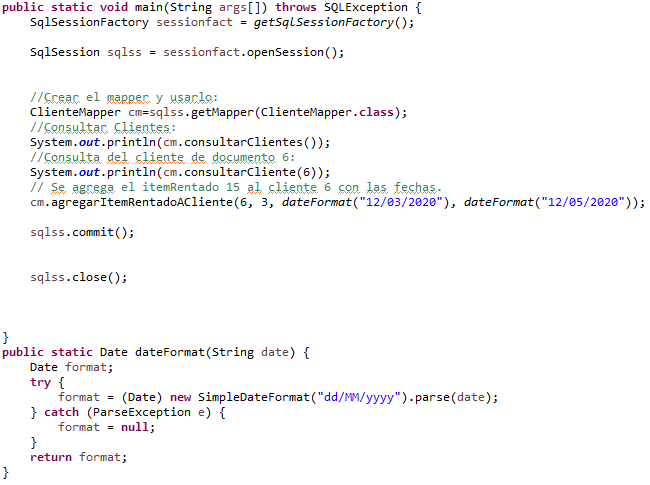 public static void main(String args[]) throws SQLException {
SqlSessionFactory sessionfact = getSqlSessionFactory();
SqlSession sqlss = sessionfact.openSession();
//Crear el mapper y usarlo:
ClienteMapper cm=sqlss.getMapper(ClienteMapper.class);
//Consultar Clientes:
System.out.println(cm.consultarClientes());
//Consulta del cliente de documento 6:
System.out.println(cm.consultarCliente(6));
// Se agrega el itemRentado 15 al cliente 6 con las fechas.
cm.agregarItemRentadoACliente(6, 3, dateFormat("12/03/2020"), dateFormat("12/05/2020"));
sqlss.commit();
sqlss.close();
}
public static Date dateFormat(String date) {
Date format;
try {
format = (Date) new SimpleDateFormat("dd/MM/yyyy").parse(date);
} catch (ParseException e) {
format = null;
}
return format;
}